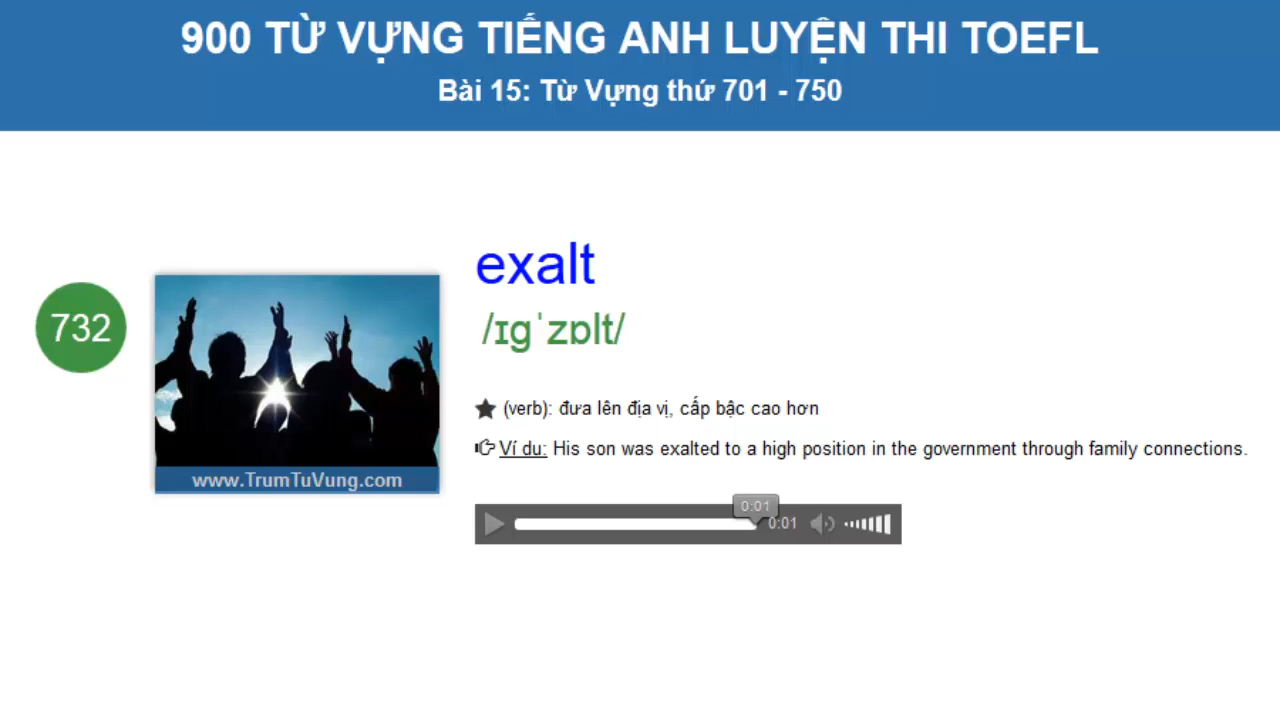 900 TỪ VỰNG TIẾNG ANH LUYỆN THI TOEFL
Bài 15: Từ Vựng thứ 701 - 750
732
www.TrumTuVung.com
exalt
/ɪgˈzɒlt/
(verb): đưa lên địa vị, cấp bậc cao hơn
Ví dụ: His son was exalted to a high position in the government through family connections.
0:01
0:01